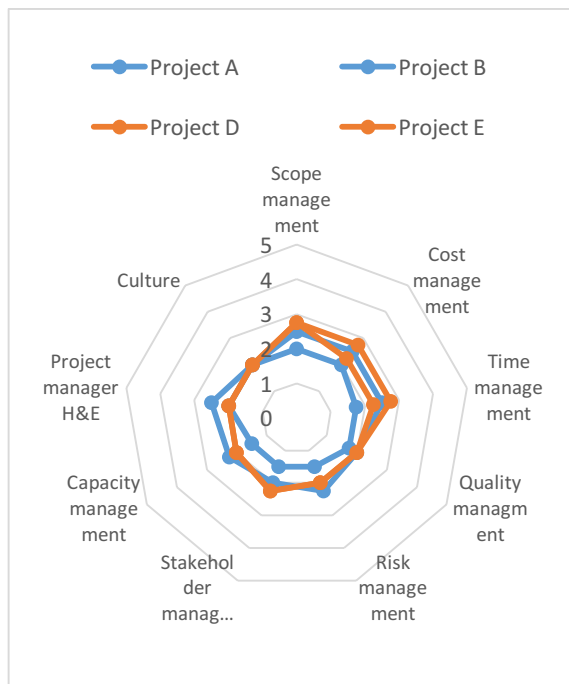 Project A
Project B
Project D
Project E
Scope
manage
ment
Cost
manage
ment
Time
manage
ment
Quality
managm
ent
Risk
manage
ment
Stakehol
der
manag...
Capacity
manage
ment
Project
manager
H&E
Culture
5
4
3
2
1
0